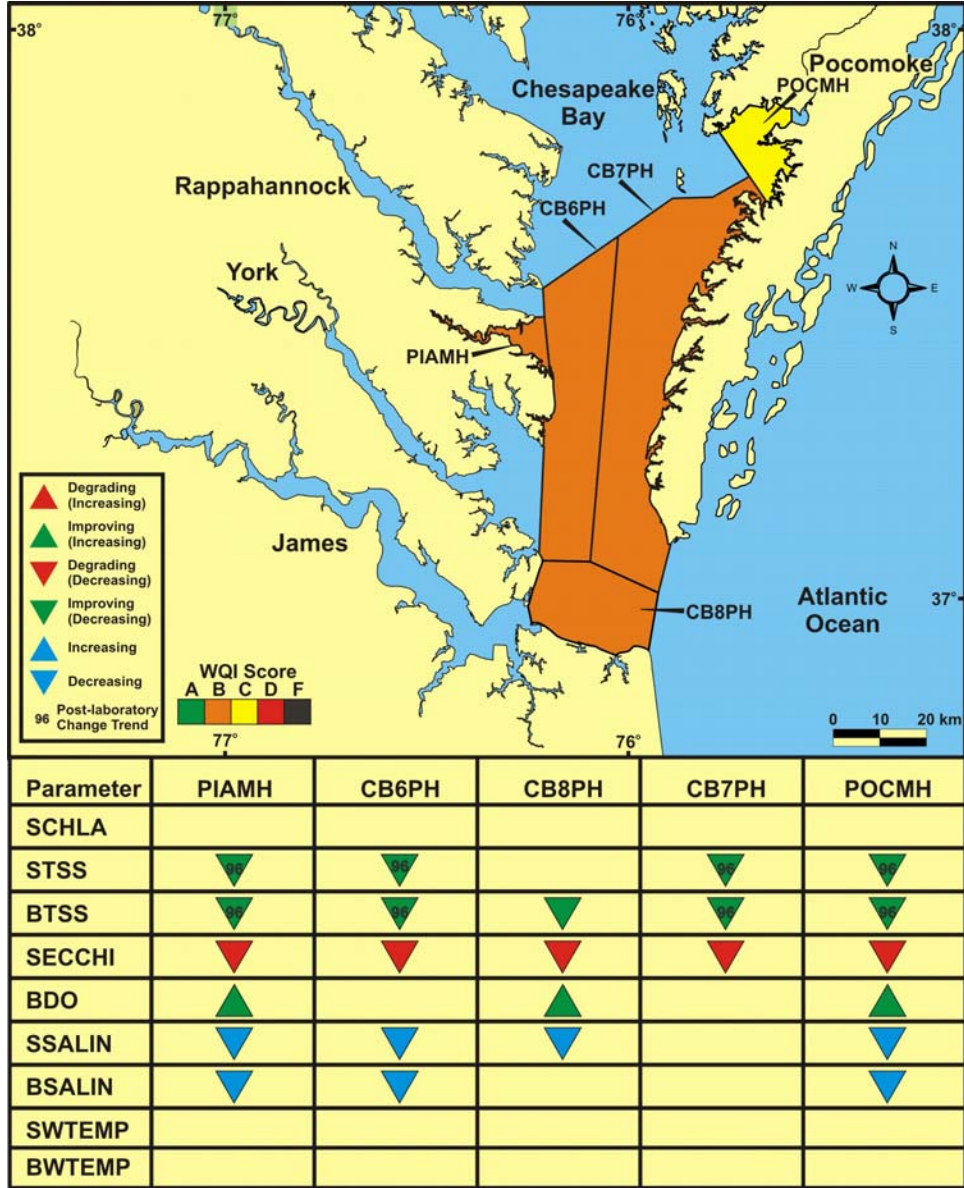 77°
76°
38°
38°
Pocomoke
POCMH
Chesapeake
Bay
CB7PH
Rappahannock
CB6PH
York
N
W
E
S
PIAMH
Degrading
(Increasing)
Improving
(Increasing)
Degrading
(Decreasing)
Improving
(Decreasing)
Increasing
Decreasing
96 Post-laboratory
Change Trend
James
37°
Atlantic
Ocean
CB8PH
WQI Score
A B C D F
0 10 20 km
77°
76°
Parameter PIAMH CB6PH CB8PH CB7PH POCMH
SCHLA
STSS 96 96 96 96
BTSS 96 96 96 96
SECCHI
BDO
SSALIN
BSALIN
SWTEMP
BWTEMP